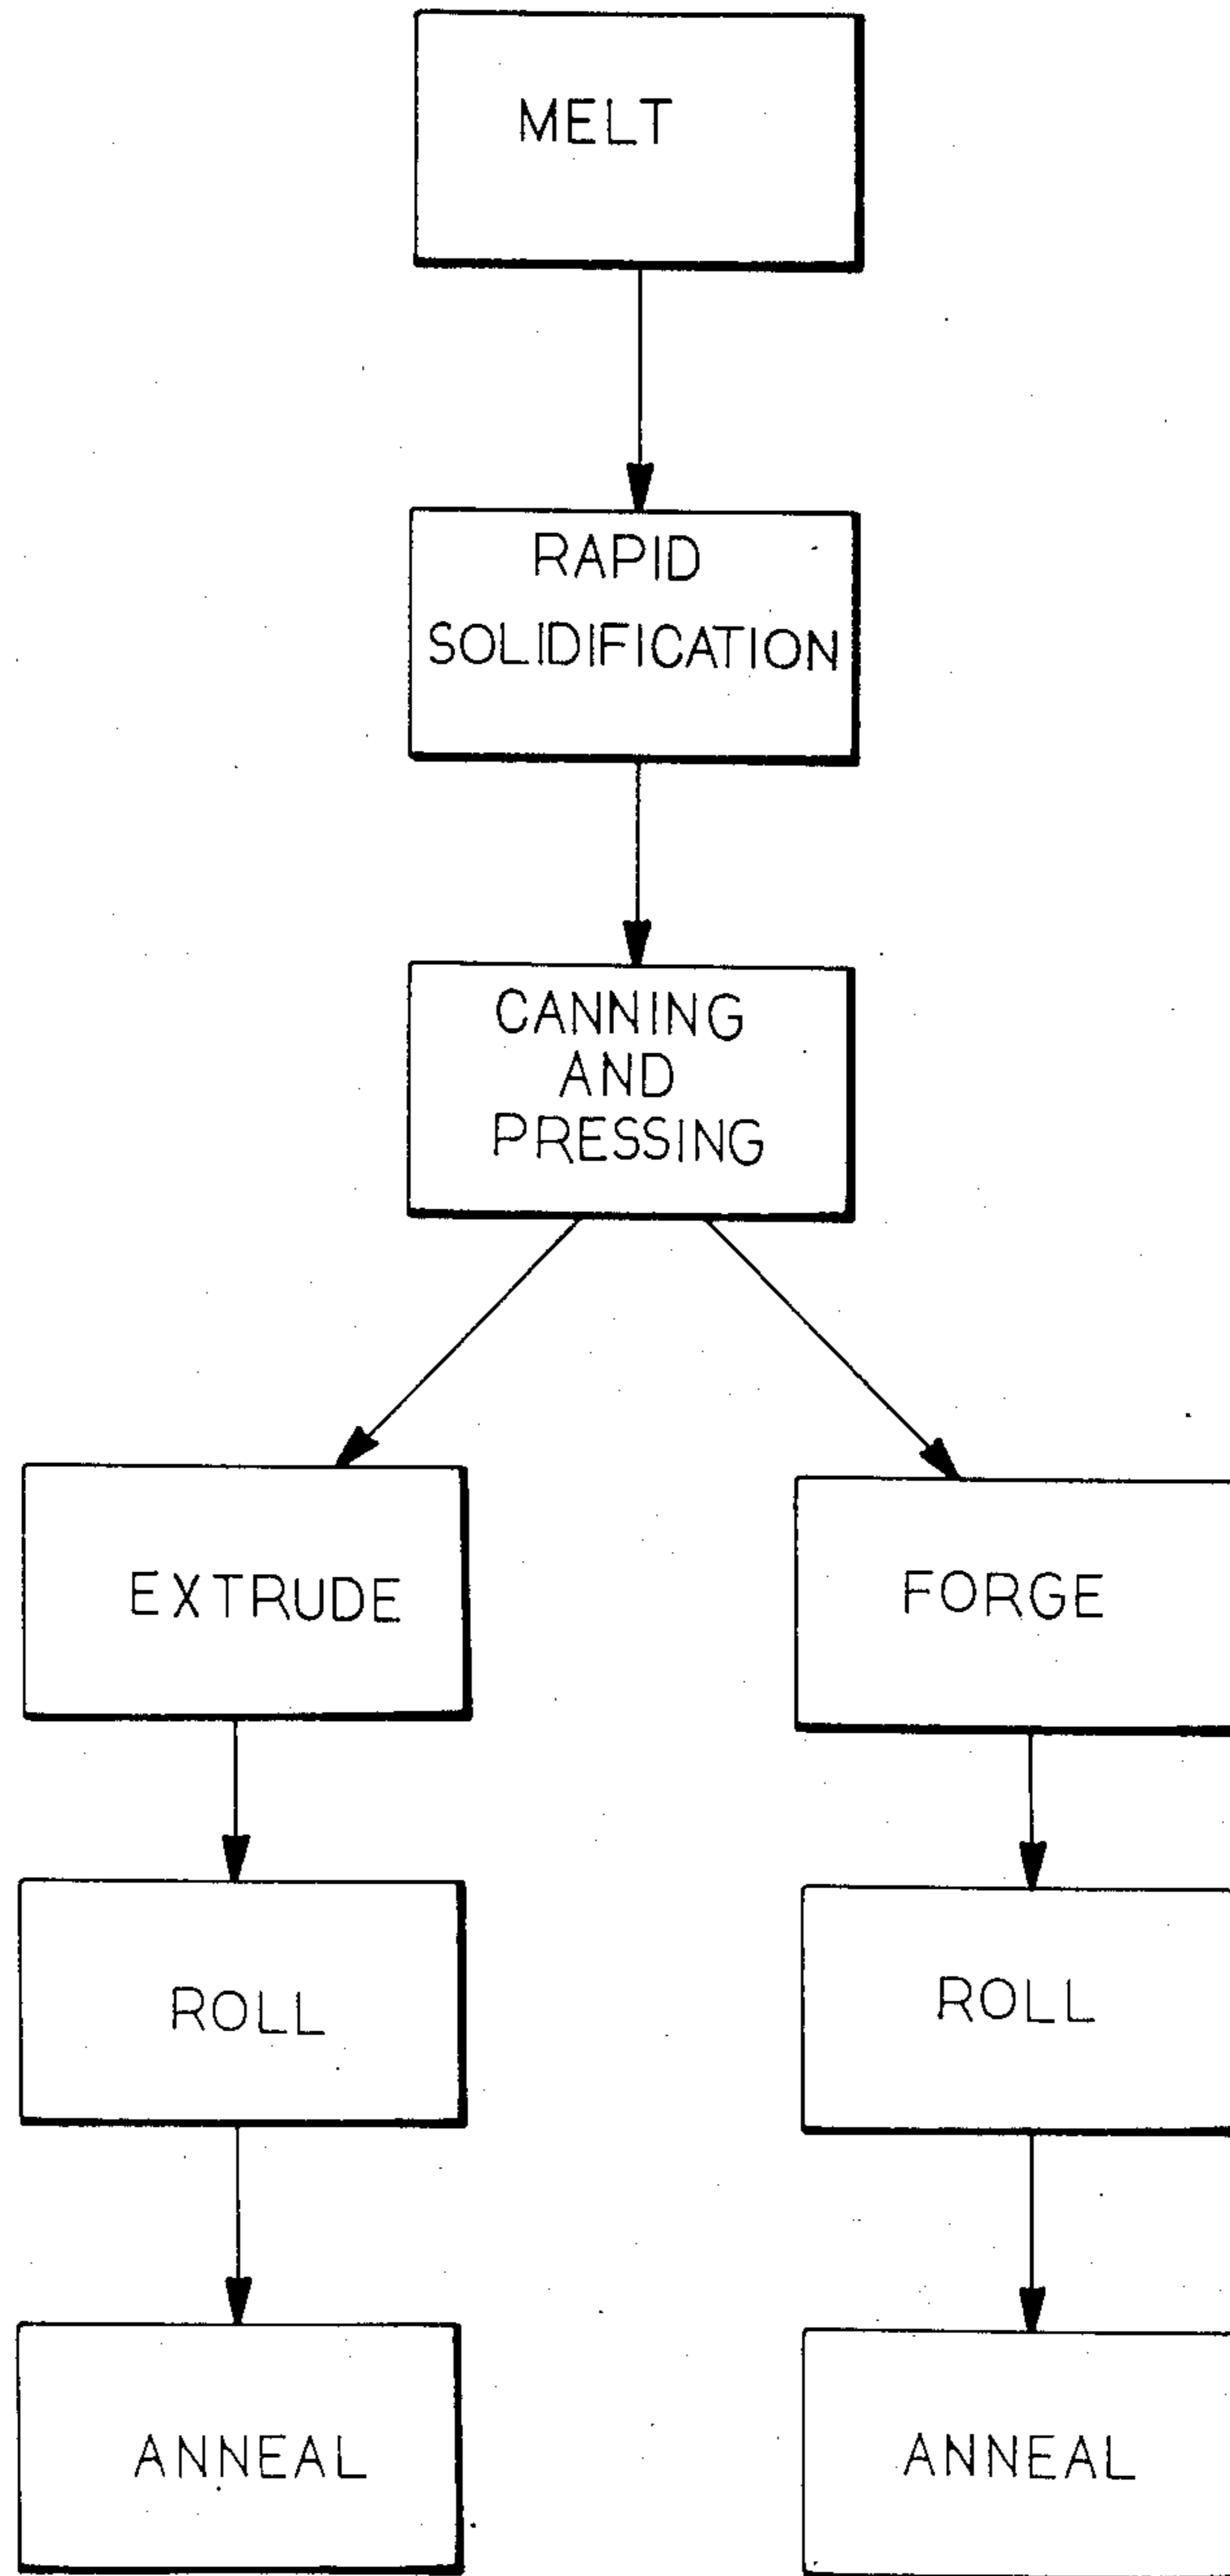 MELT
RAPID
SOLIDIFICATION
CANNING
AND
PRESSING
EXTRUDE
FORGE
ROLL
ROLL
ANNEAL
ANNEAL